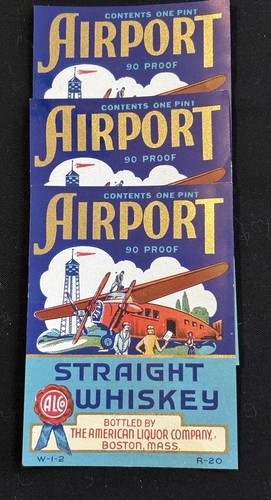 CONTENTS ONE PINT
AIRPORT
90 PROOF
CONTENTS ONE PINT
AIRPORT
90 PROOF
CONTENTS ONE PINT
AIRPORT
90 PROOF
STRAIGHT
WHISKEY
ALCO
BOTTLED BY
THE AMERICAN LIQUOR COMPANY,
BOSTON, MASS.
W-1-2 R-20